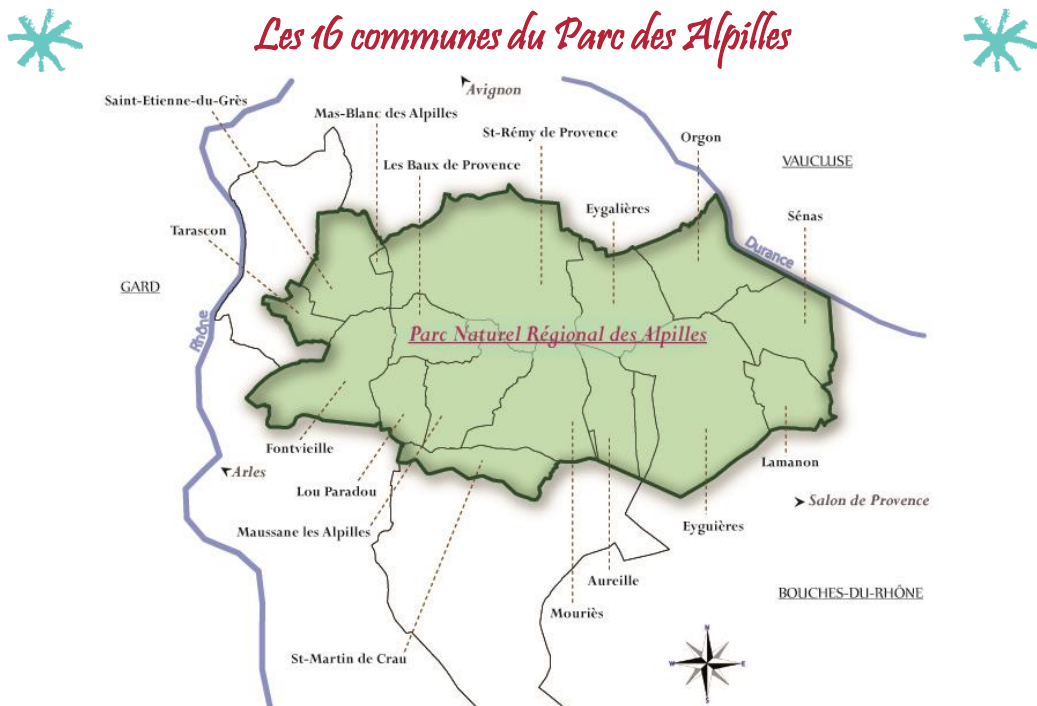 Les 16 communes du Parc des Alpilles
Avignon
Saint-Etienne-du-Grès
Mas-Blanc des Alpilles
St-Rémy de Provence
Orgon
VAUCLUSE
Les Baux de Provence
Eygalières
Sénas
Tarascon
Durance
GARD
Rhône
Parc Naturel Régional des Alpilles
Fontvieille
Lamanon
Arles
Lou Paradou
Salon de Provence
Maussane les Alpilles
Eyguières
Aureille
BOUCHES-DU-RHÔNE
Mouriès
St-Martin de Crau
N
W
E
S